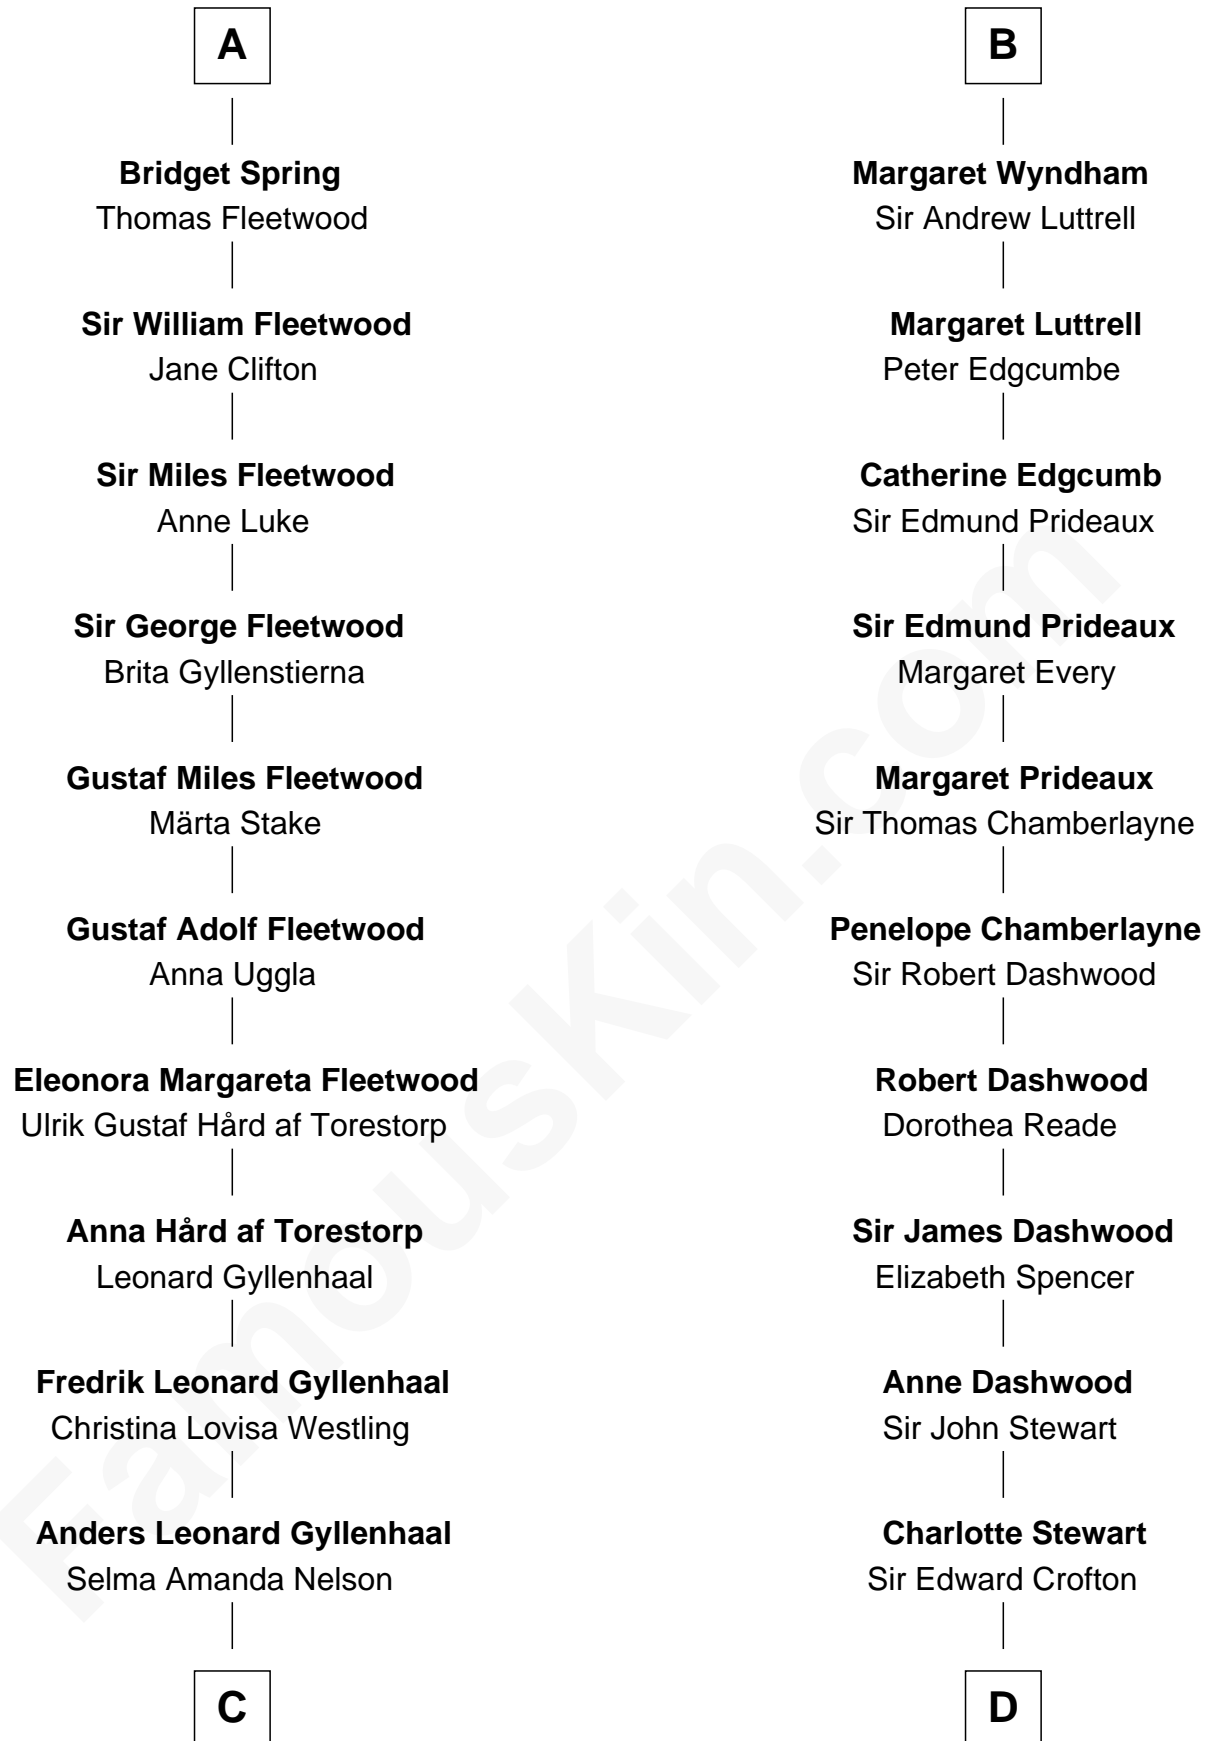 A
Bridget Spring
Thomas Fleetwood
Sir William Fleetwood
Jane Clifton
Sir Miles Fleetwood
Anne Luke
Sir George Fleetwood
Brita Gyllenstierna
Gustaf Miles Fleetwood
Märta Stake
Gustaf Adolf Fleetwood
Anna Uggla
Eleonora Margareta Fleetwood
Ulrik Gustaf Hård af Torestorp
Anna Hård af Torestorp
Leonard Gyllenhaal
Fredrik Leonard Gyllenhaal
Christina Lovisa Westling
Anders Leonard Gyllenhaal
Selma Amanda Nelson
C
B
Margaret Wyndham
Sir Andrew Luttrell
Margaret Luttrell
Peter Edgcumbe
Catherine Edgcumb
Sir Edmund Prideaux
Sir Edmund Prideaux
Margaret Every
Margaret Prideaux
Sir Thomas Chamberlayne
Penelope Chamberlayne
Sir Robert Dashwood
Robert Dashwood
Dorothea Reade
Sir James Dashwood
Elizabeth Spencer
Anne Dashwood
Sir John Stewart
Charlotte Stewart
Sir Edward Crofton
D
FamousKin.com